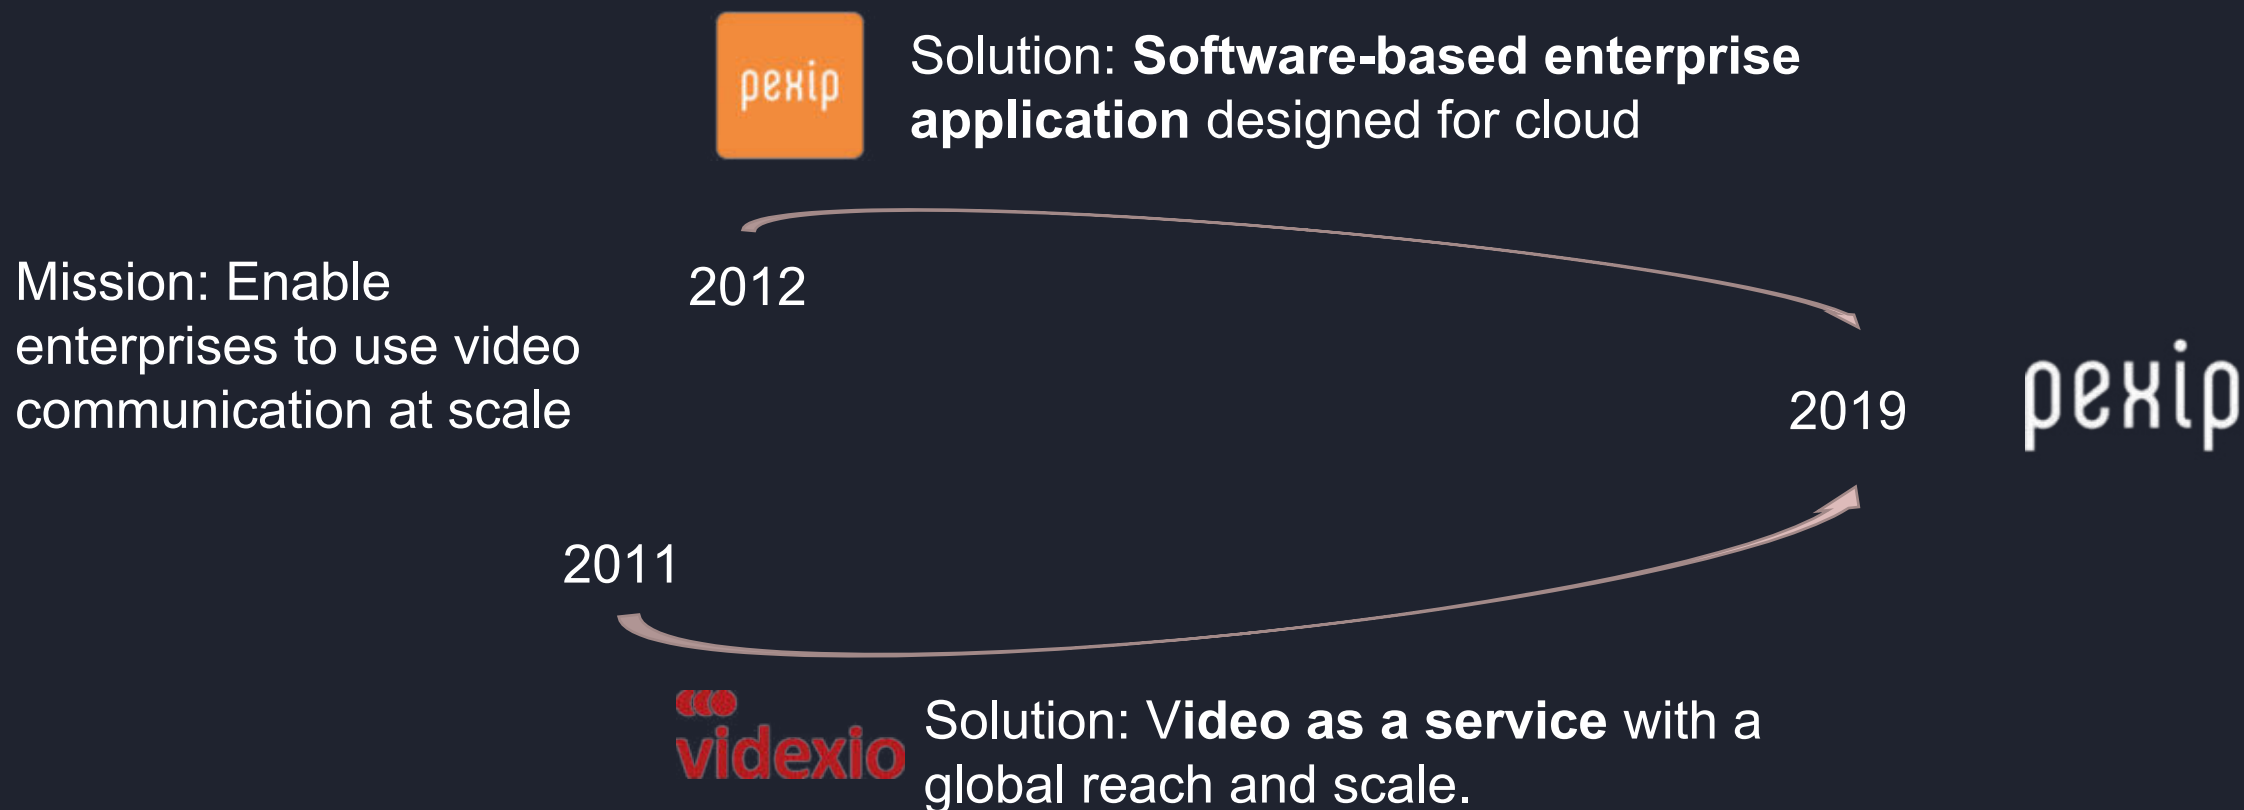 pexip
Solution: Software-based enterprise
application designed for cloud
Mission: Enable
enterprises to use video
communication at scale
2012
2019
pexip
2011
videxio
Solution: Video as a service with a
global reach and scale.